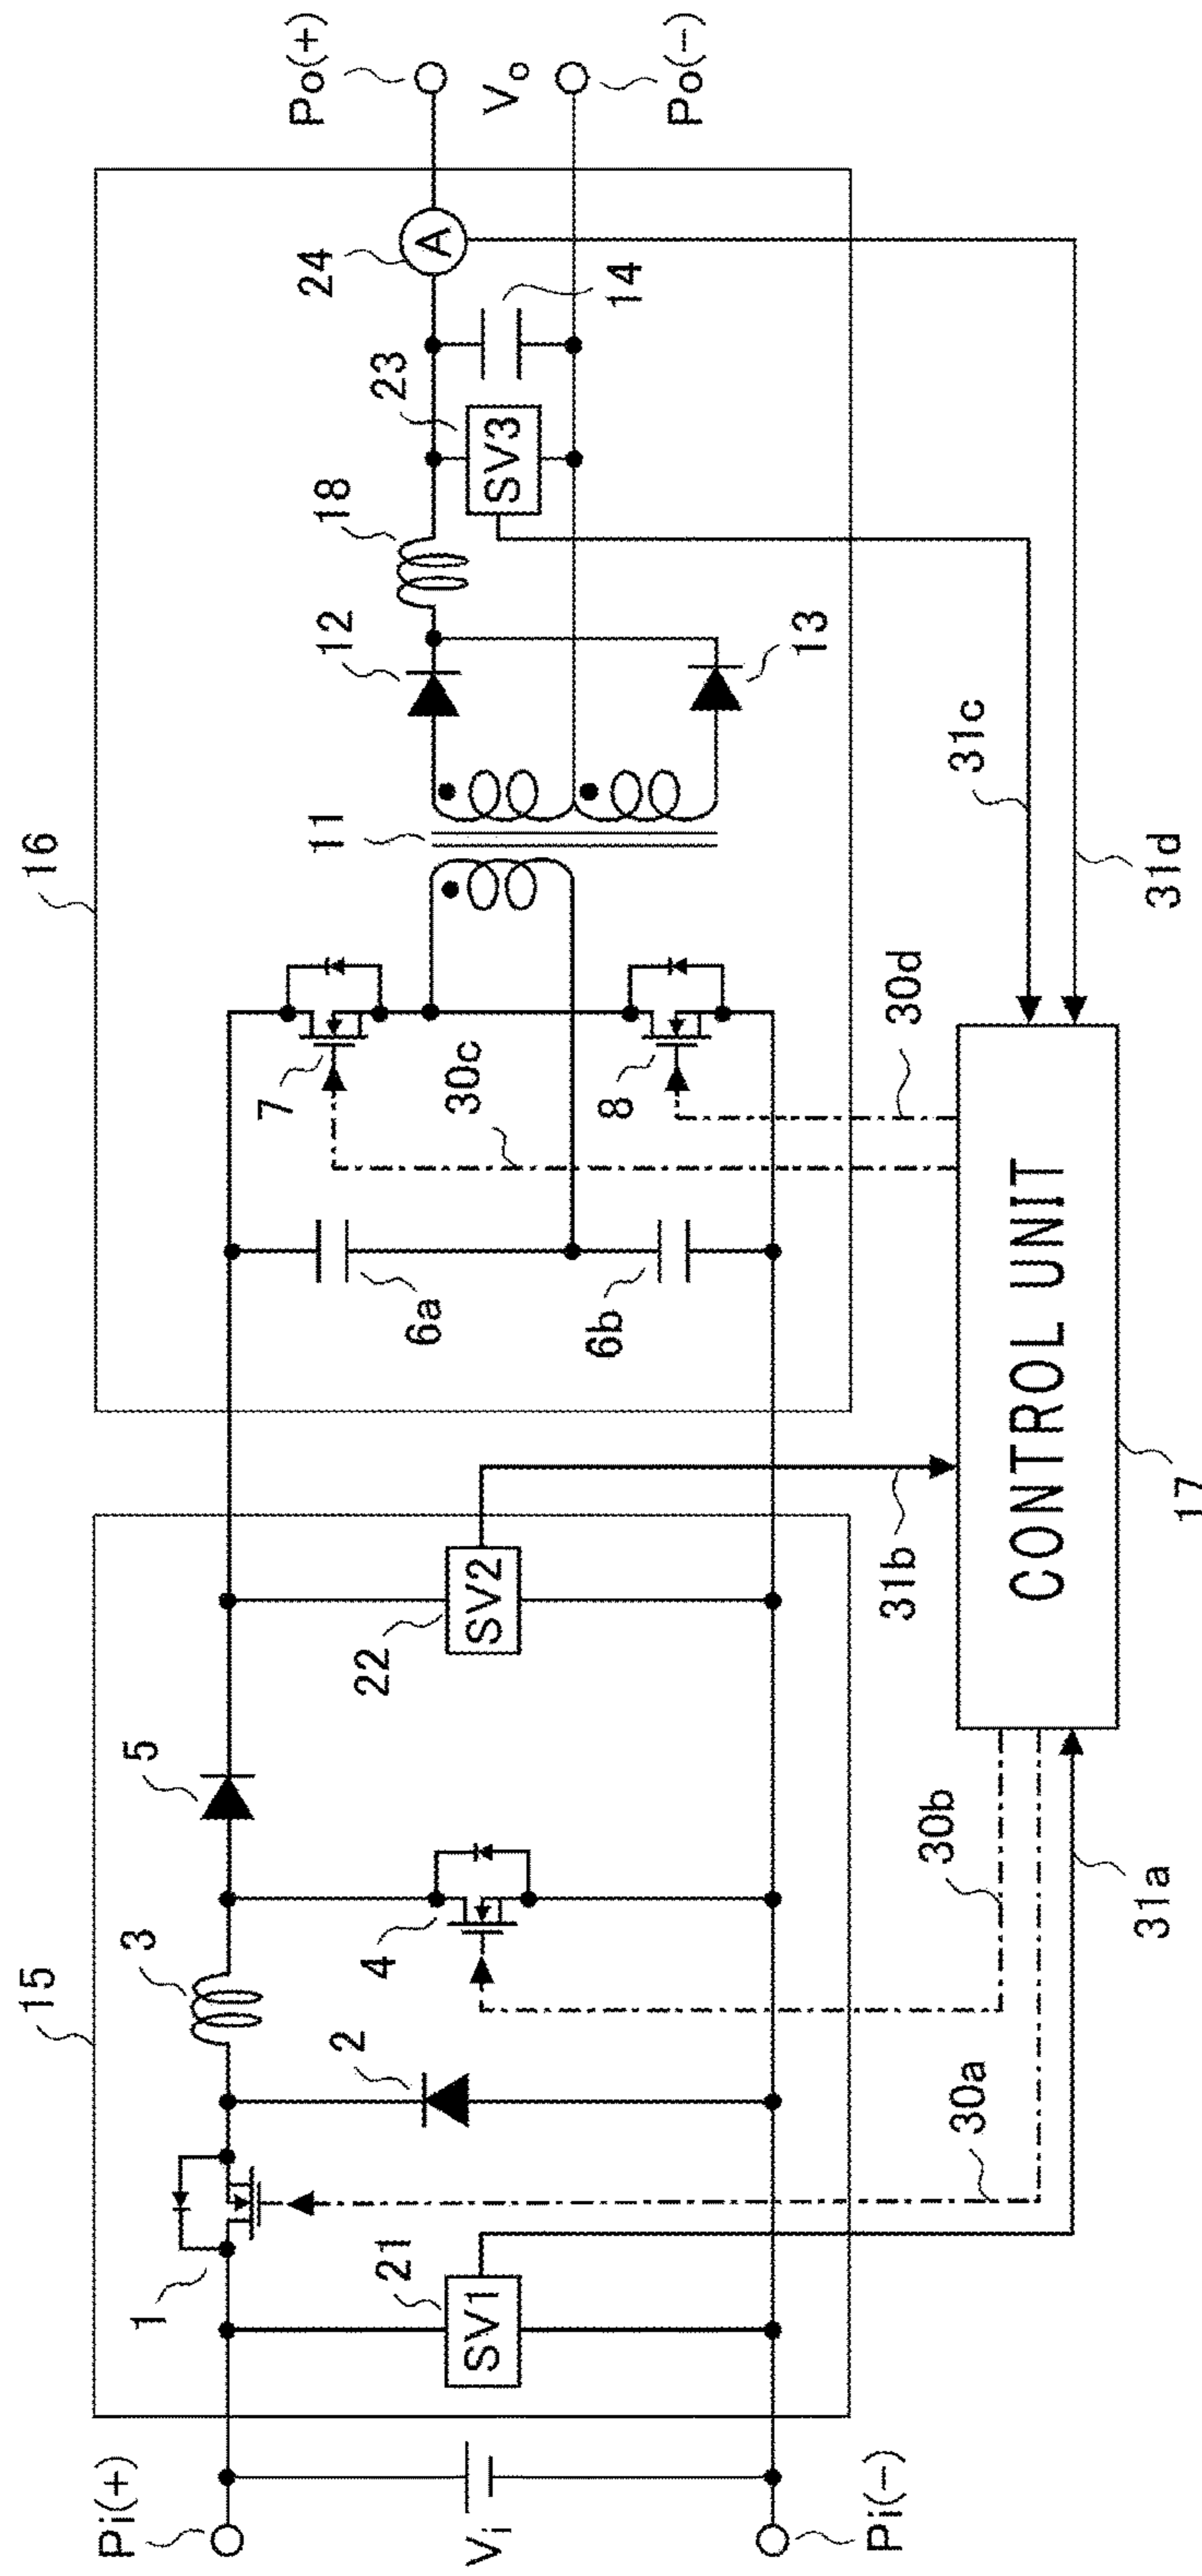 15
16
Pi(+)
1
2
3
5
7
11
12
18
23
24
Po(+)
Vi
21
SV1
4
22
SV2
6a
6b
30c
8
SV3
14
Vo
13
Po(-)
Pi(-)
30a
30b
31b
30d
31c
31a
CONTROL UNIT
31d
17